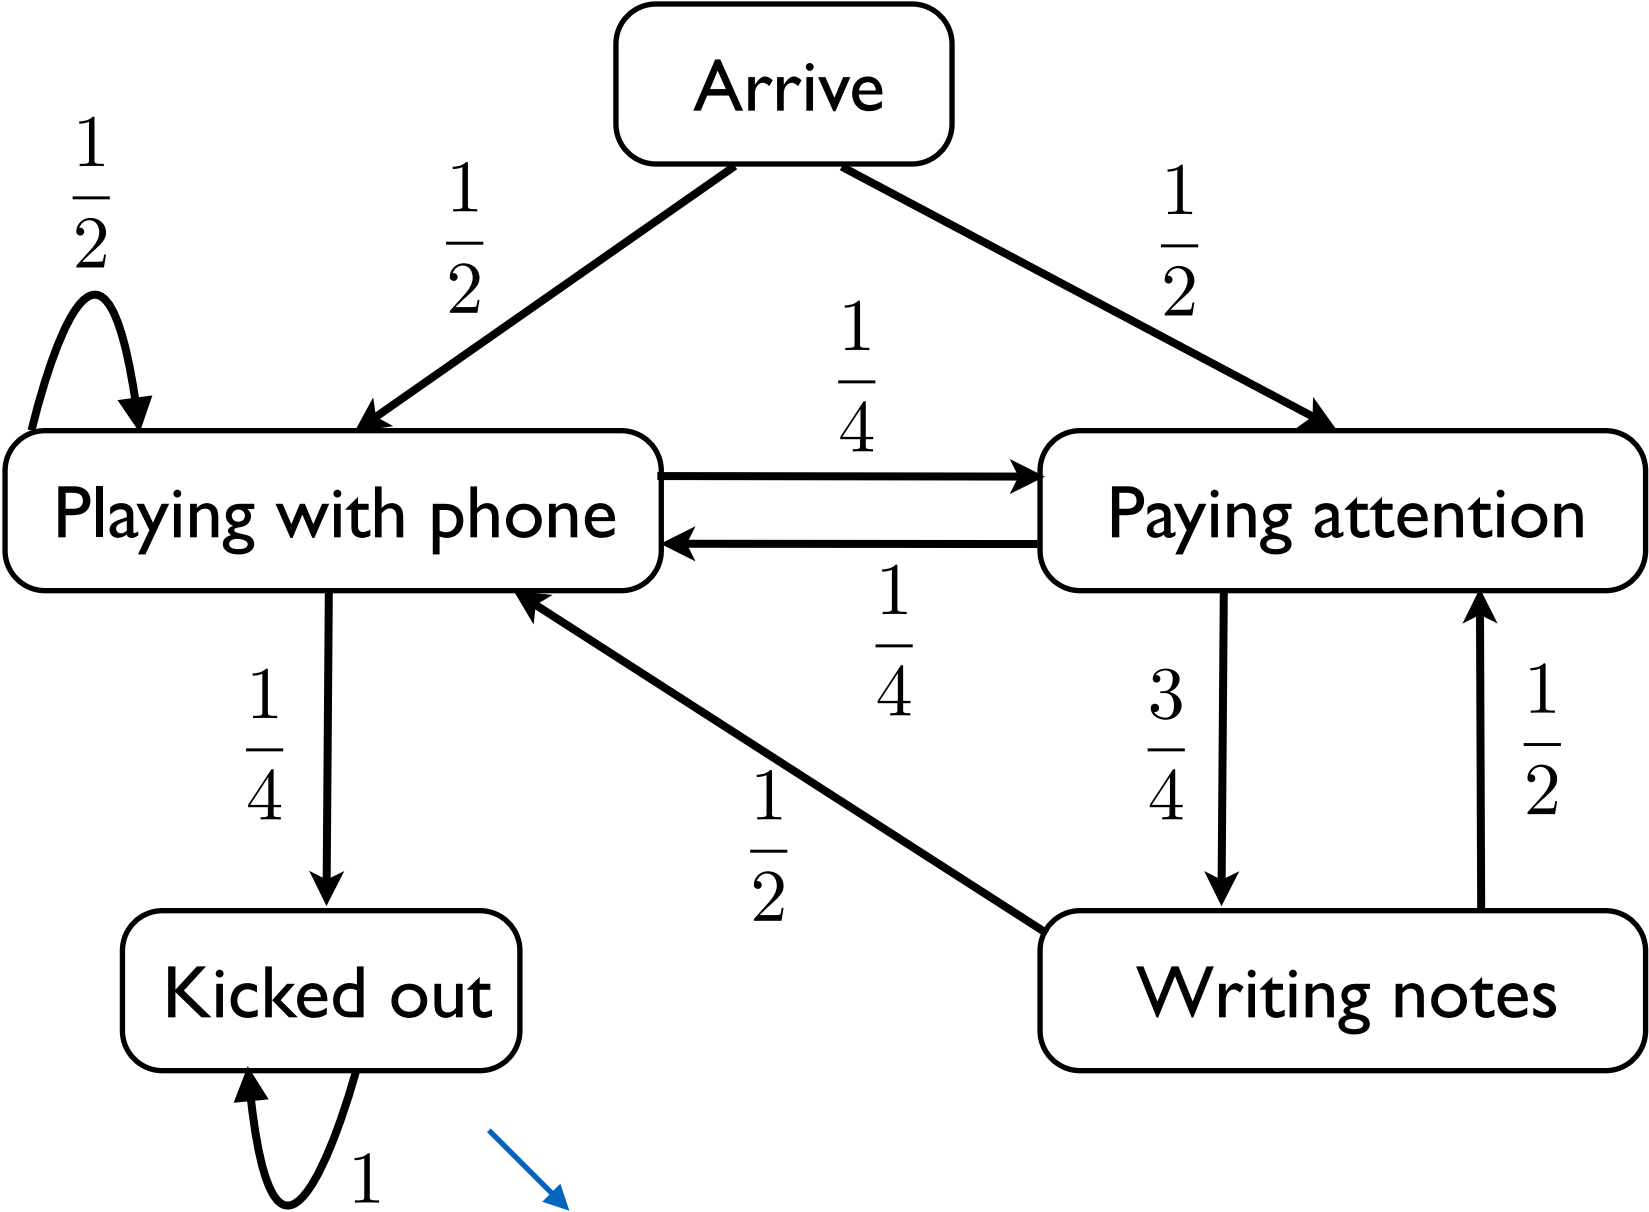 Arrive
1/2
1/2
1/2
1/4
Playing with phone
Paying attention
1/4
1/4
3/4
1/2
1/2
Kicked out
Writing notes
1